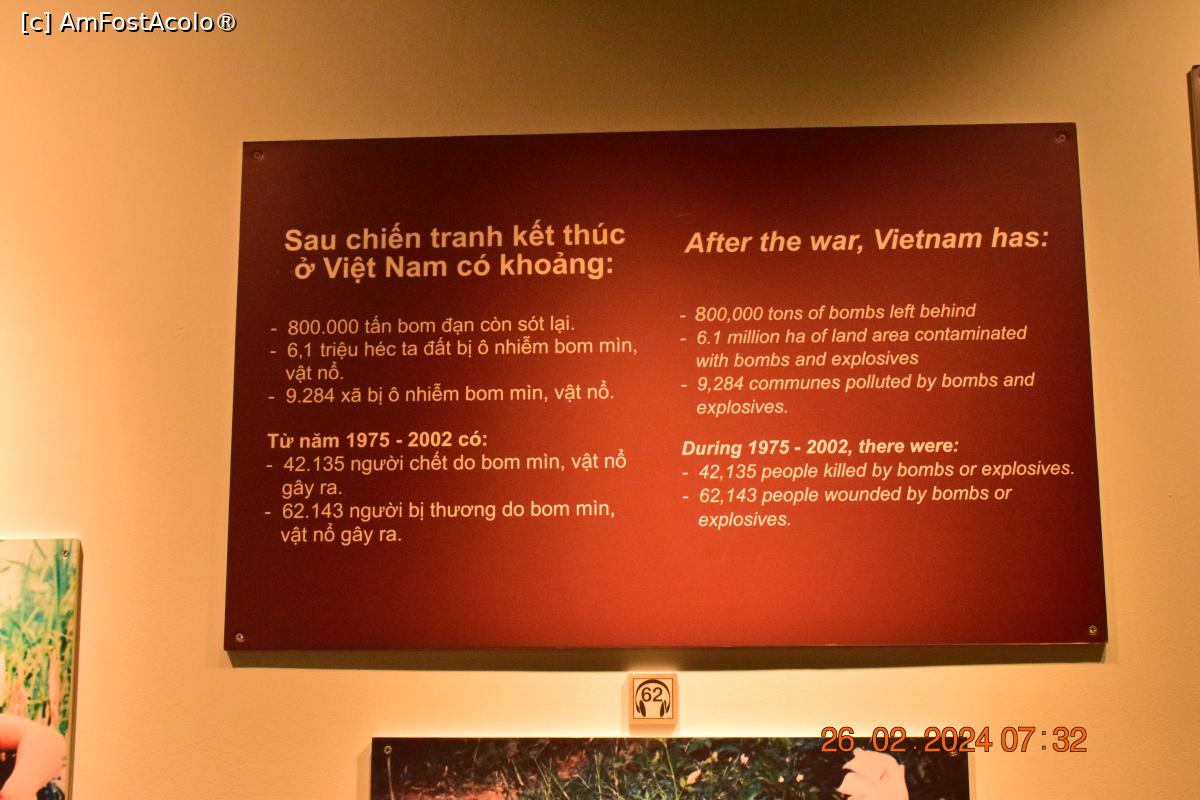 [c] AmFostAcolo®
Sau chiến tranh kết thúc
ở Việt Nam có khoảng:
- 800.000 tấn bom đạn còn sót lại.
- 6,1 triệu héc ta đất bị ô nhiễm bom mìn,
vật nổ.
- 9.284 xã bị ô nhiễm bom mìn, vật nổ.
Từ năm 1975 - 2002 có:
- 42.135 người chết do bom mìn, vật nổ
gây ra.
- 62.143 người bị thương do bom mìn,
vật nổ gây ra.
After the war, Vietnam has:
- 800,000 tons of bombs left behind
- 6.1 million ha of land area contaminated
with bombs and explosives
- 9,284 communes polluted by bombs and
explosives.
During 1975 - 2002, there were:
- 42,135 people killed by bombs or explosives.
- 62,143 people wounded by bombs or
explosives.
62
26 02 2024 07:32